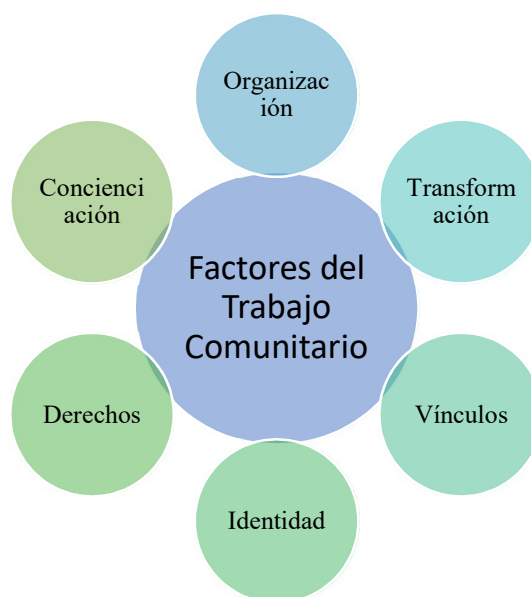 Organizac
ión
Transform
ación
Vínculos
Identidad
Derechos
Concienci
ación
Factores del
Trabajo
Comunitario